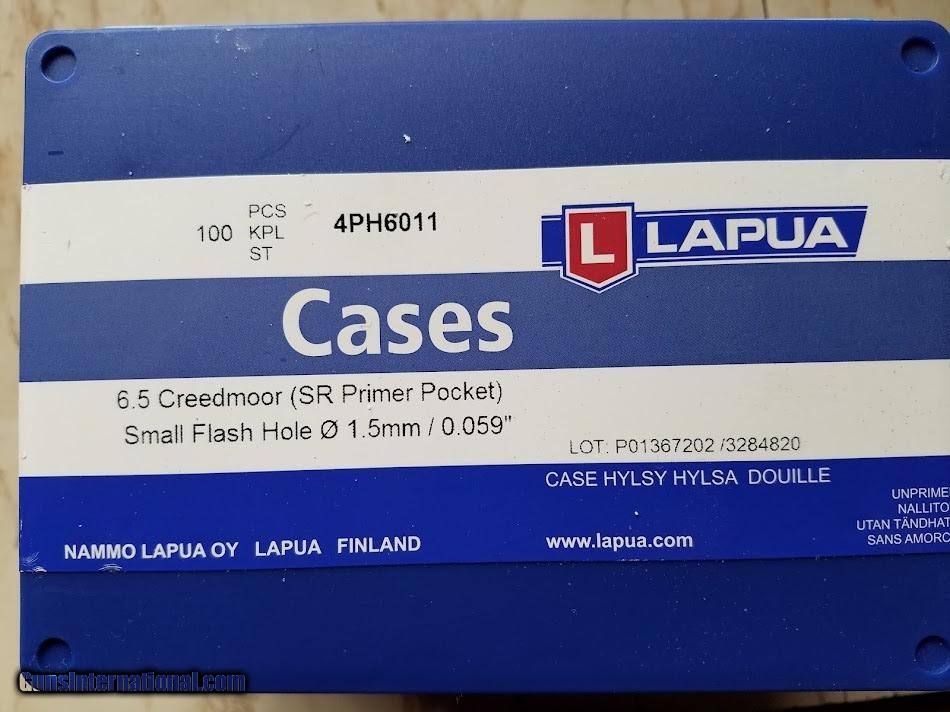 100 PCS KPL ST
4PH6011
L LAPUA
Cases
6.5 Creedmoor (SR Primer Pocket)
Small Flash Hole Ø 1.5mm / 0.059"
LOT: P01367202 /3284820
CASE HYLSY HYLSA DOUILLE
UNPRIME
NALLITO
UTAN TÄNDHAT
SANS AMORC
NAMMO LAPUA OY LAPUA FINLAND
www.lapua.com
GunsInternational.com